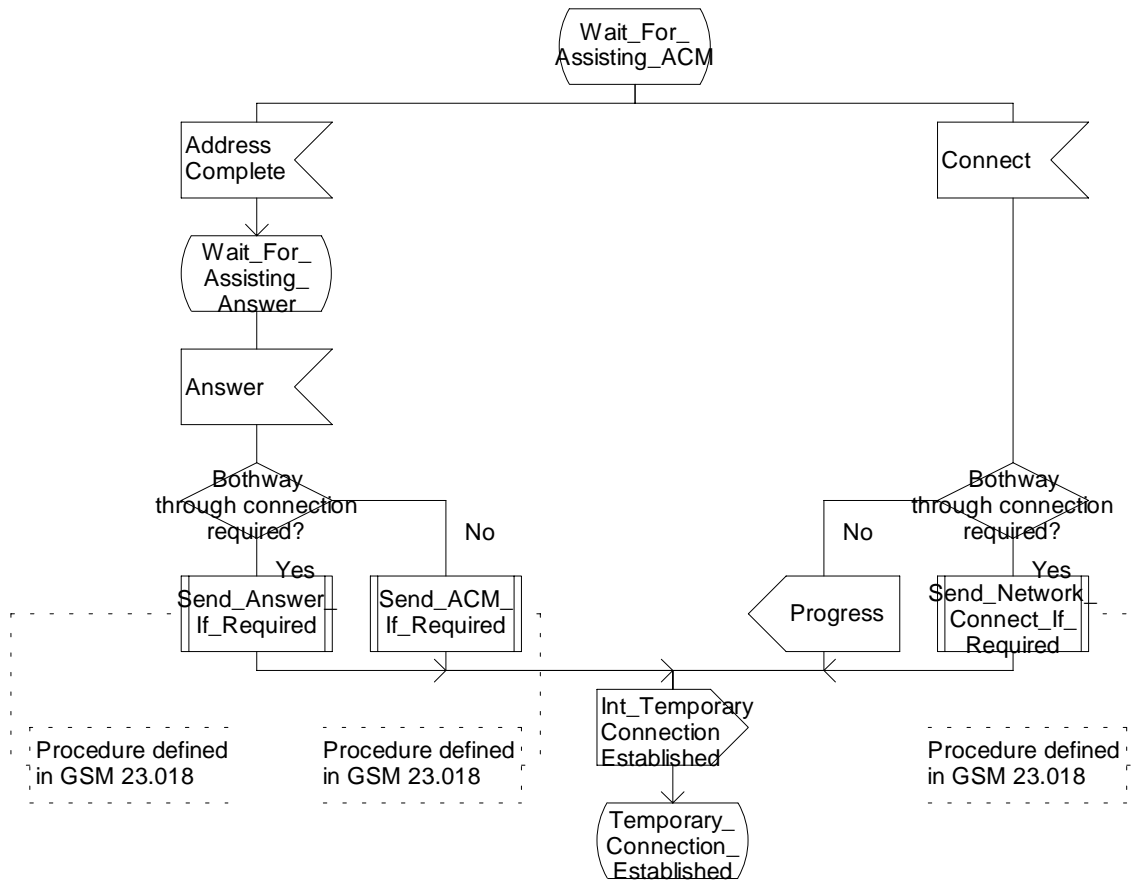 Wait_For_
Assisting_ACM
Address
Complete
Connect
Wait_For_
Assisting_
Answer
Answer
Bothway
through connection
required?
No
Yes
Bothway
through connection
required?
No
Yes
Send_Answer_
If_Required
Send_ACM_
If_Required
Progress
Send_Network_
Connect_If_
Required
Int_Temporary
Connection
Established
Procedure defined
in GSM 23.018
Procedure defined
in GSM 23.018
Procedure defined
in GSM 23.018
Temporary_
Connection_
Established